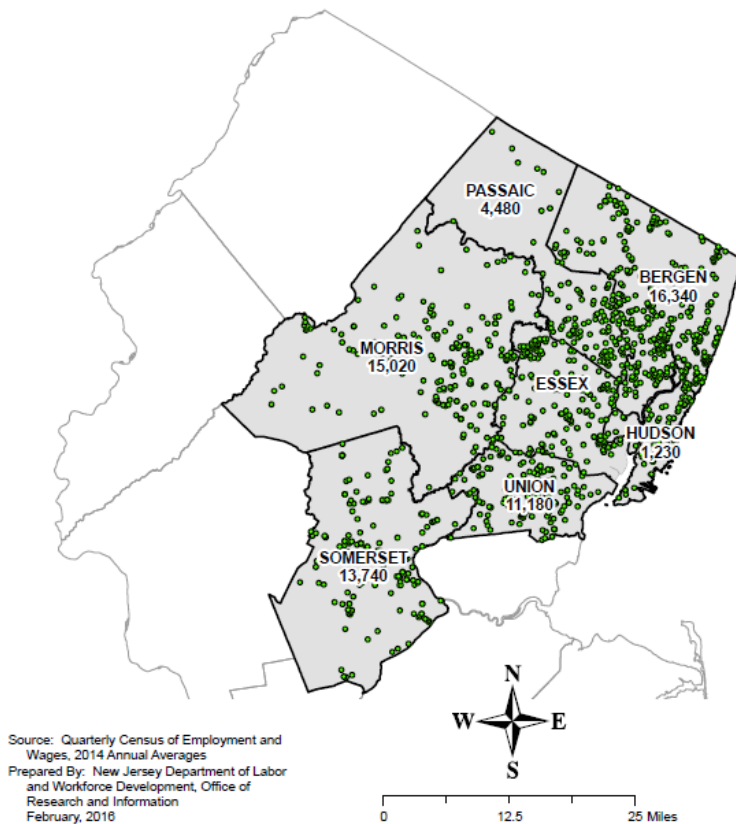 PASSAIC
4,480
BERGEN
16,340
MORRIS
15,020
ESSEX
HUDSON
1,230
UNION
11,180
SOMERSET
13,740
N
W E
S
Source: Quarterly Census of Employment and
Wages, 2014 Annual Averages
Prepared By: New Jersey Department of Labor
and Workforce Development, Office of
Research and Information
February, 2016
0 12.5 25 Miles